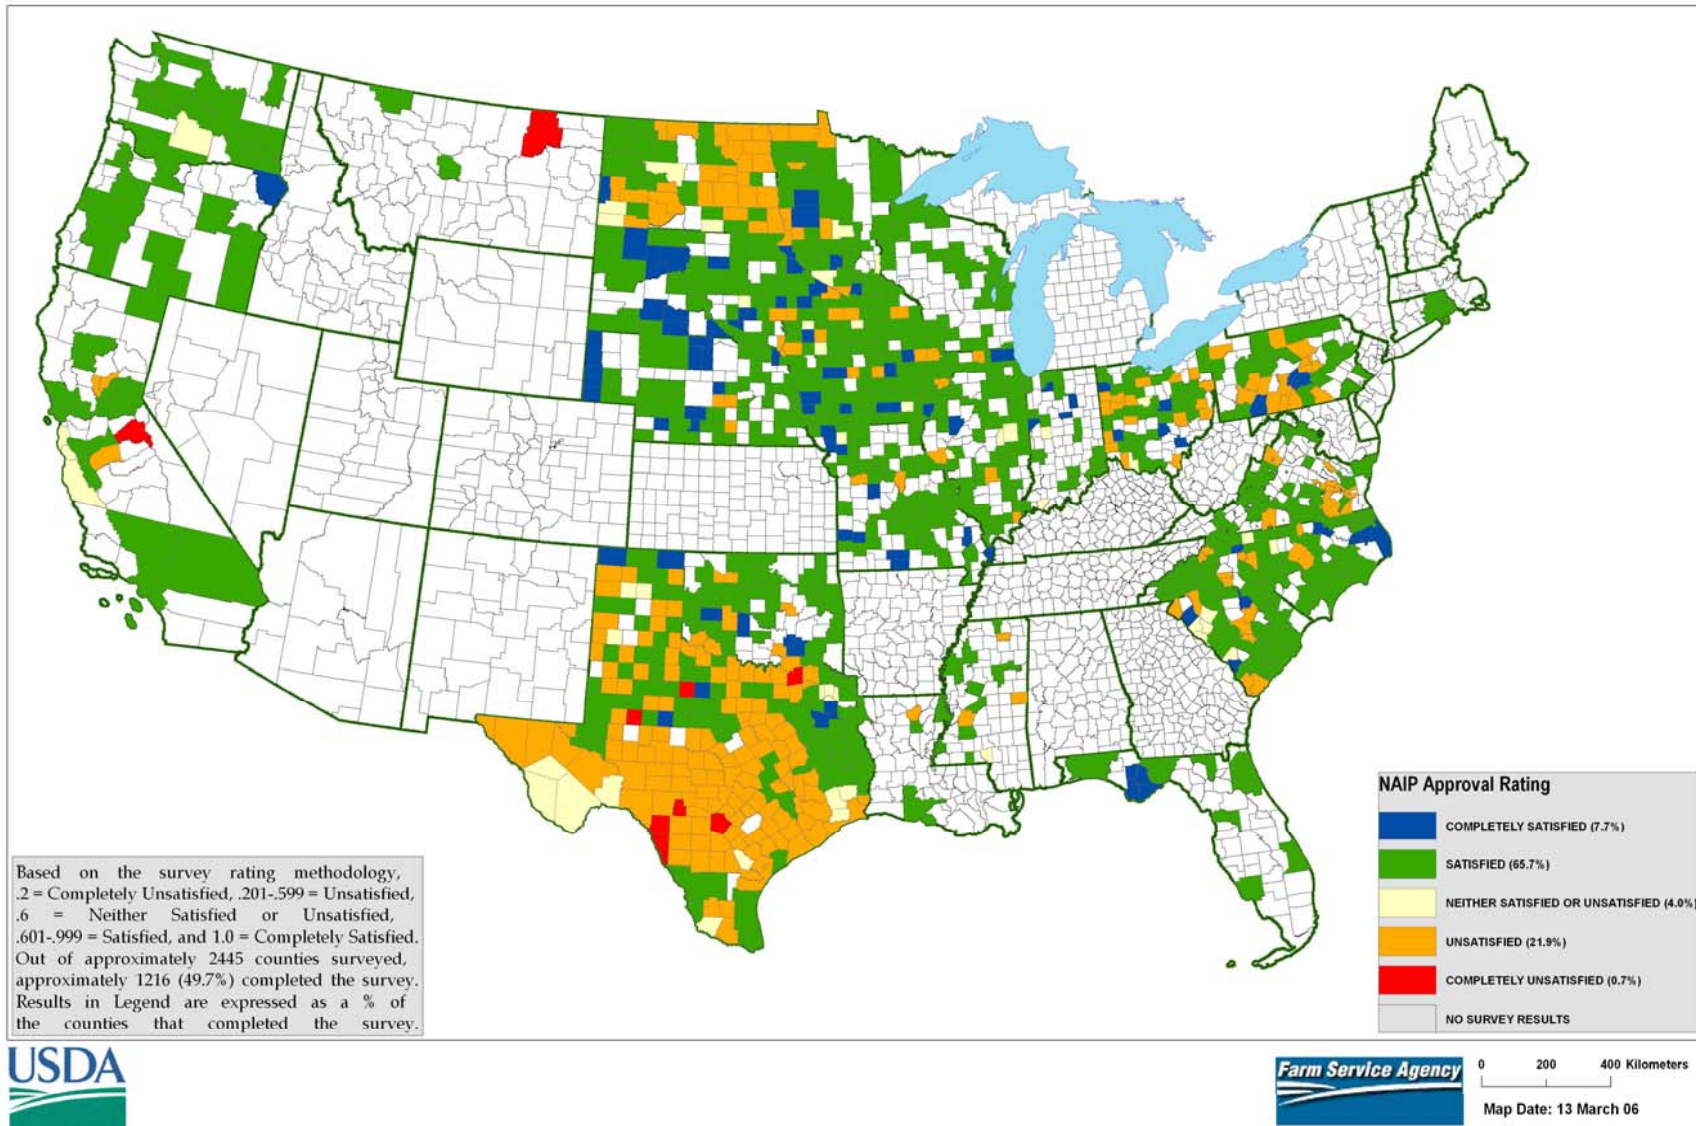 Based on the survey rating methodology,
.2 = Completely Unsatisfied, .201-.599 = Unsatisfied,
.6 = Neither Satisfied or Unsatisfied,
.601-.999 = Satisfied, and 1.0 = Completely Satisfied.
Out of approximately 2445 counties surveyed,
approximately 1216 (49.7%) completed the survey.
Results in Legend are expressed as a % of
the counties that completed the survey.
NAIP Approval Rating
COMPLETELY SATISFIED (7.7%)
SATISFIED (65.7%)
NEITHER SATISFIED OR UNSATISFIED (4.0%)
UNSATISFIED (21.9%)
COMPLETELY UNSATISFIED (0.7%)
NO SURVEY RESULTS
USDA
Farm Service Agency
0 200 400 Kilometers
Map Date: 13 March 06